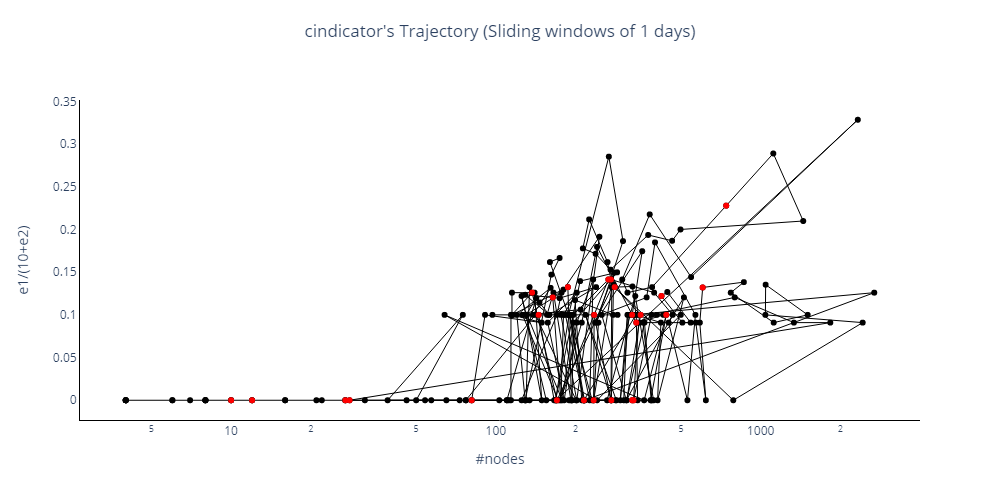 cindicator's Trajectory (Sliding windows of 1 days)
0.35
0.3
0.25
0.2
0.15
0.1
0.05
0
e1/(10+e2)
5 10 2 5 100 2 5 1000 2
#nodes